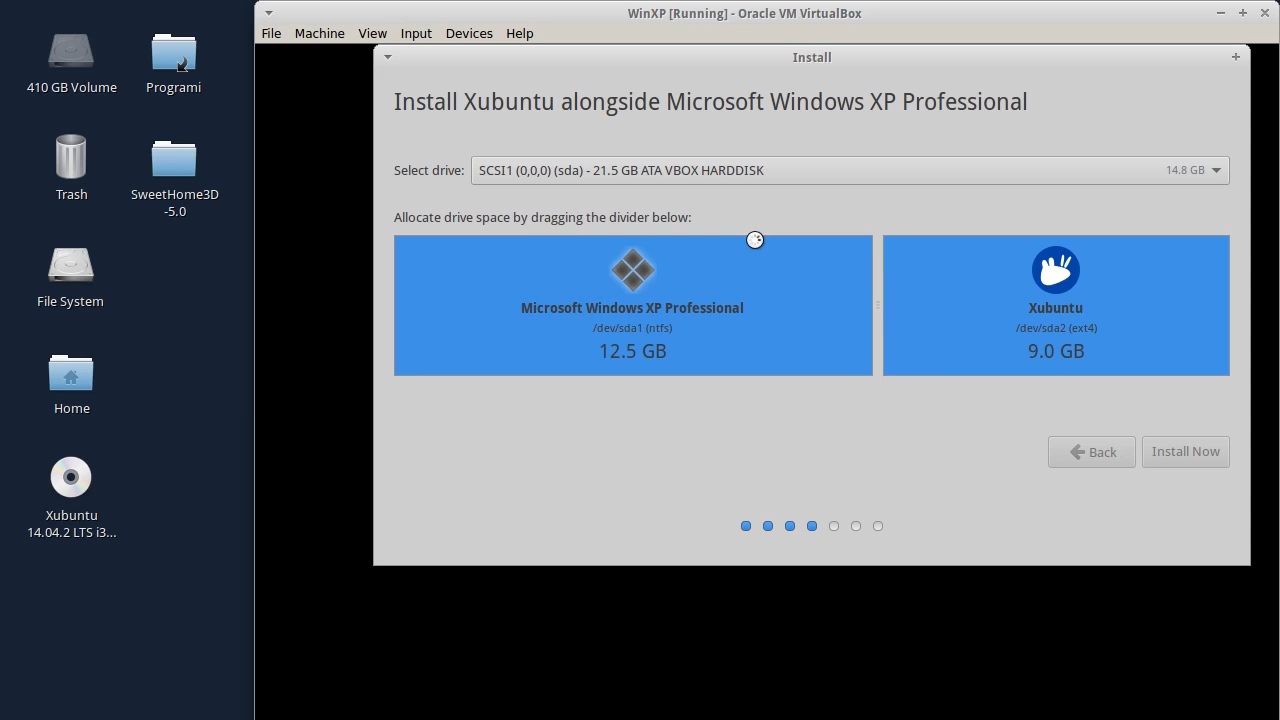 WinXP [Running] - Oracle VM VirtualBox
File Machine View Input Devices Help
410 GB Volume
Programi
Trash
SweetHome3D
-5.0
File System
Home
Xubuntu
14.04.2 LTS i3...
Install
Install Xubuntu alongside Microsoft Windows XP Professional
Select drive: SCSI1 (0,0,0) (sda) - 21.5 GB ATA VBOX HARDDISK 14.8 GB
Allocate drive space by dragging the divider below:
Microsoft Windows XP Professional
/dev/sda1 (ntfs)
12.5 GB
Xubuntu
/dev/sda2 (ext4)
9.0 GB
Back
Install Now